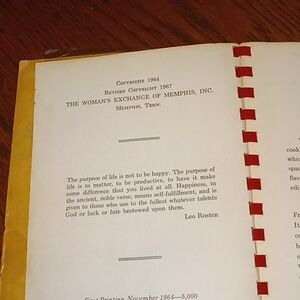 Copyright 1964
Revised Copyright 1967
THE WOMAN'S EXCHANGE OF MEMPHIS, INC.
Memphis, Tenn.
The purpose of life is not to be happy. The purpose of
life is to matter, to be productive, to have it make
some difference that you lived at all. Happiness, in
the ancient, noble verse, means self-fulfillment, and is
given to those who use to the fullest whatever talents
God or luck or fate bestowed upon them.
Leo Rosten
First Printing, November 1964—5,000